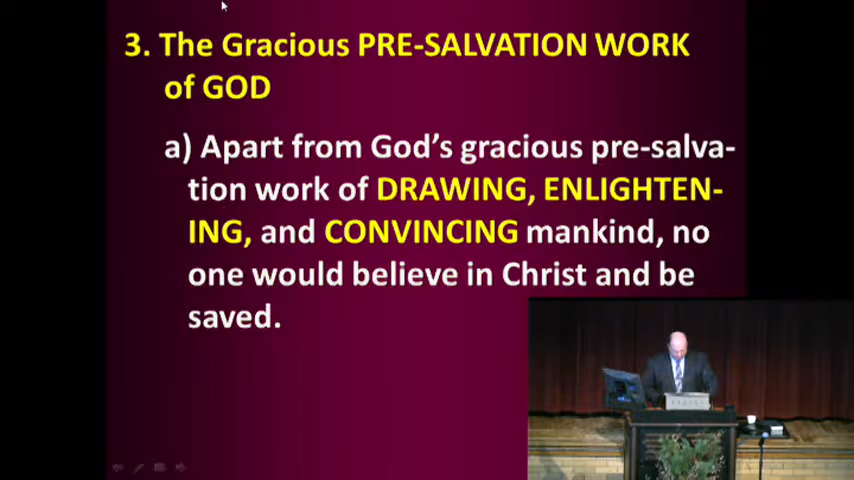 3. The Gracious PRE-SALVATION WORK
of GOD
a) Apart from God's gracious pre-salva-
tion work of DRAWING, ENLIGHTEN-
ING, and CONVINCING mankind, no
one would believe in Christ and be
saved.